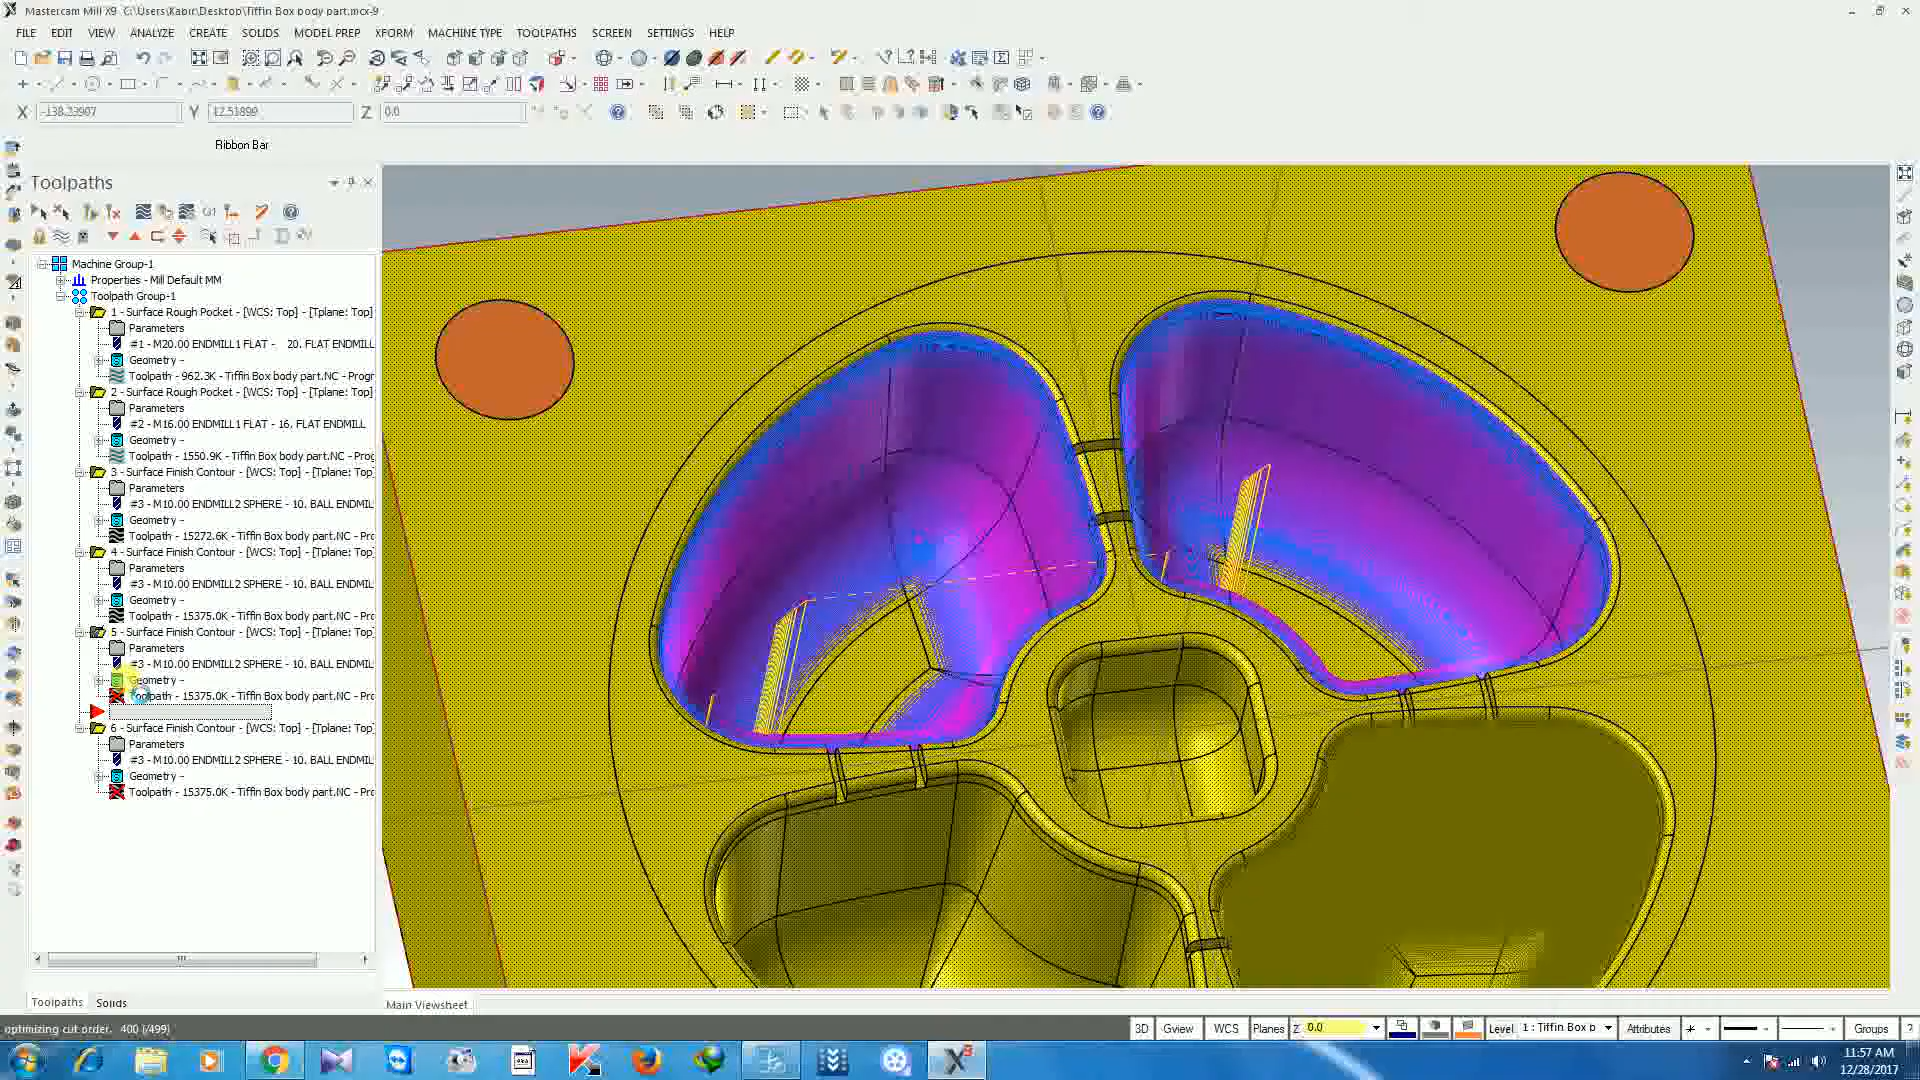 Mastercam Mill X9  C:\Users\Kabir\Desktop\Tiffin Box body part.mcx-9
FILE EDIT VIEW ANALYZE CREATE SOLIDS MODEL PREP XFORM MACHINE TYPE TOOLPATHS SCREEN SETTINGS HELP
X -138.23907 Y 12.51899 Z 0.0
Ribbon Bar
Toolpaths
G1
Machine Group-1
Properties - Mill Default MM
Toolpath Group-1
1 - Surface Rough Pocket - [WCS: Top] - [Tplane: Top]
Parameters
#1 - M20.00 ENDMILL1 FLAT - 20. FLAT ENDMILL
Geometry -
Toolpath - 962.3K - Tiffin Box body part.NC - Progr
2 - Surface Rough Pocket - [WCS: Top] - [Tplane: Top]
Parameters
#2 - M16.00 ENDMILL1 FLAT - 16. FLAT ENDMILL
Geometry -
Toolpath - 1550.9K - Tiffin Box body part.NC - Prog
3 - Surface Finish Contour - [WCS: Top] - [Tplane: Top]
Parameters
#3 - M10.00 ENDMILL2 SPHERE - 10. BALL ENDMIL
Geometry -
Toolpath - 15272.6K - Tiffin Box body part.NC - Pro
4 - Surface Finish Contour - [WCS: Top] - [Tplane: Top]
Parameters
#3 - M10.00 ENDMILL2 SPHERE - 10. BALL ENDMIL
Geometry -
Toolpath - 15375.0K - Tiffin Box body part.NC - Pro
5 - Surface Finish Contour - [WCS: Top] - [Tplane: Top]
Parameters
#3 - M10.00 ENDMILL2 SPHERE - 10. BALL ENDMIL
Geometry -
Toolpath - 15375.0K - Tiffin Box body part.NC - Pro
6 - Surface Finish Contour - [WCS: Top] - [Tplane: Top]
Parameters
#3 - M10.00 ENDMILL2 SPHERE - 10. BALL ENDMIL
Geometry -
Toolpath - 15375.0K - Tiffin Box body part.NC - Pro
Toolpaths Solids
Main Viewsheet
optimizing cut order. 400 (/499)
3D Gview WCS Planes Z 0.0 Level 1 : Tiffin Box p Attributes Groups ?
11:57 AM
12/28/2017